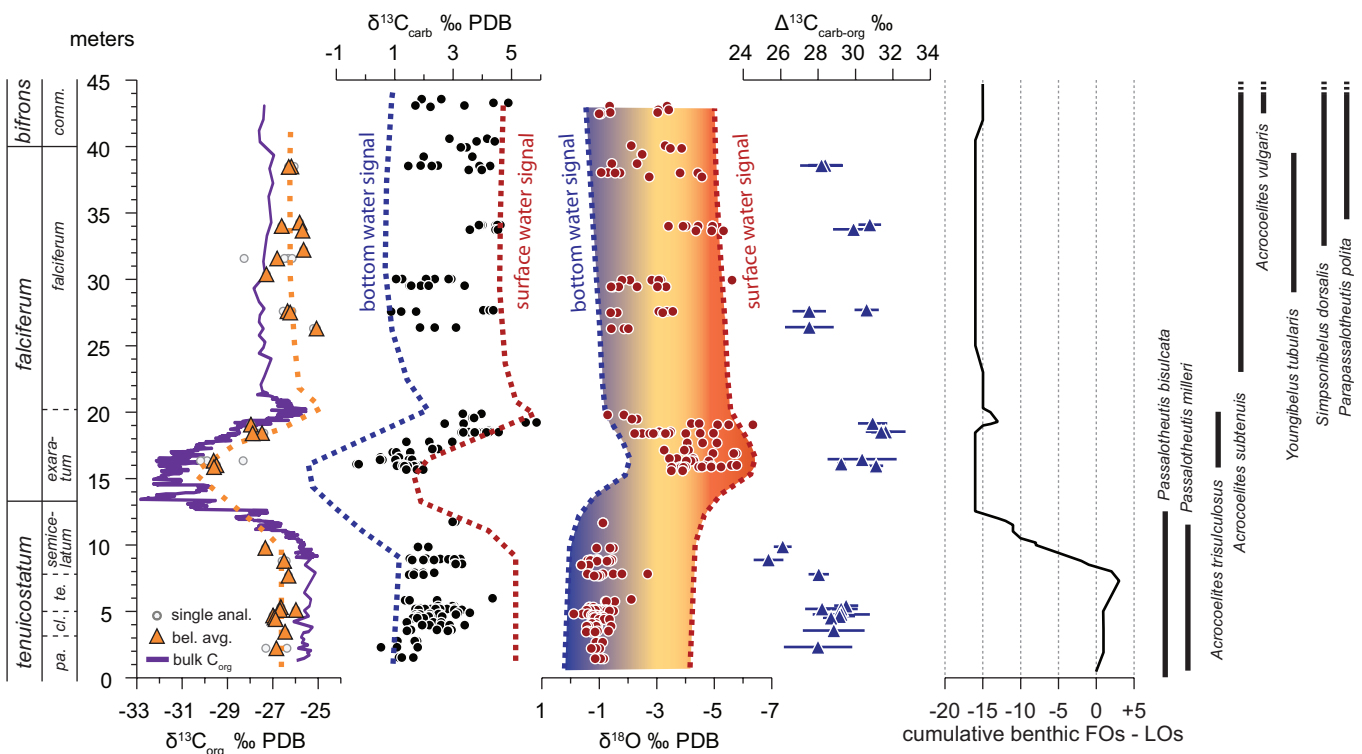 δ13Ccarb ‰ PDB
-1 1 3 5
Δ13Ccarb-org ‰
24 26 28 30 32 34
meters
45
40
35
30
25
20
15
10
5
0
bifrons
falciferum
tenuicostatum
comm.
falciferum
exara-
tum
semice-
latum
te.
cl.
pa.
single anal.
bel. avg.
bulk Corg
bottom water signal
surface water signal
bottom water signal
surface water signal
Passalotheutis bisulcata
Passalotheutis milleri
Acrocoelites trisulculosus
Acrocoelites subtenuis
Acrocoelites vulgaris
Youngibelus tubularis
Simpsonibelus dorsalis
Parapassalotheutis polita
-33 -31 -29 -27 -25
δ13Corg ‰ PDB
1 -1 -3 -5 -7
δ18O ‰ PDB
-20 -15 -10 -5 0 +5
cumulative benthic FOs - LOs